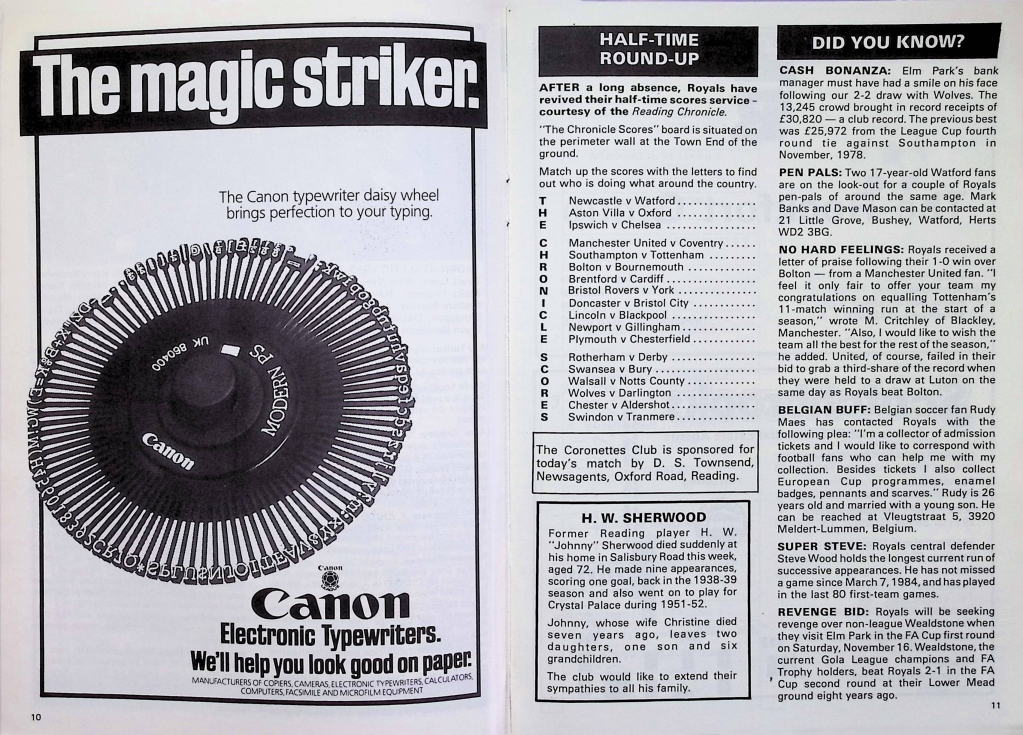 The magic striker.
The Canon typewriter daisy wheel
brings perfection to your typing.
UK 860400
MODERN PS
Canon
Canon
Electronic Typewriters.
We'll help you look good on paper.
MANUFACTURERS OF COPIERS, CAMERAS, ELECTRONIC TYPEWRITERS, CALCULATORS,
COMPUTERS, FACSIMILE AND MICROFILM EQUIPMENT
10
HALF-TIME
ROUND-UP
AFTER a long absence, Royals have
revived their half-time scores service –
courtesy of the Reading Chronicle.
"The Chronicle Scores" board is situated on
the perimeter wall at the Town End of the
ground.
Match up the scores with the letters to find
out who is doing what around the country.
T Newcastle v Watford...............
H Aston Villa v Oxford ...............
E Ipswich v Chelsea .................
C Manchester United v Coventry......
H Southampton v Tottenham .........
R Bolton v Bournemouth .............
O Brentford v Cardiff.................
N Bristol Rovers v York ..............
I Doncaster v Bristol City ............
C Lincoln v Blackpool ................
L Newport v Gillingham..............
E Plymouth v Chesterfield............
S Rotherham v Derby ................
C Swansea v Bury....................
O Walsall v Notts County.............
R Wolves v Darlington ...............
E Chester v Aldershot................
S Swindon v Tranmere...............
The Coronettes Club is sponsored for
today's match by D. S. Townsend,
Newsagents, Oxford Road, Reading.
H. W. SHERWOOD
Former Reading player H. W.
"Johnny" Sherwood died suddenly at
his home in Salisbury Road this week,
aged 72. He made nine appearances,
scoring one goal, back in the 1938-39
season and also went on to play for
Crystal Palace during 1951-52.
Johnny, whose wife Christine died
seven years ago, leaves two
daughters, one son and six
grandchildren.
The club would like to extend their
sympathies to all his family.
DID YOU KNOW?
CASH BONANZA: Elm Park's bank
manager must have had a smile on his face
following our 2-2 draw with Wolves. The
13,245 crowd brought in record receipts of
£30,820 — a club record. The previous best
was £25,972 from the League Cup fourth
round tie against Southampton in
November, 1978.
PEN PALS: Two 17-year-old Watford fans
are on the look-out for a couple of Royals
pen-pals of around the same age. Mark
Banks and Dave Mason can be contacted at
21 Little Grove, Bushey, Watford, Herts
WD2 3BG.
NO HARD FEELINGS: Royals received a
letter of praise following their 1-0 win over
Bolton — from a Manchester United fan. "I
feel it only fair to offer your team my
congratulations on equalling Tottenham's
11-match winning run at the start of a
season," wrote M. Critchley of Blackley,
Manchester. "Also, I would like to wish the
team all the best for the rest of the season,"
he added. United, of course, failed in their
bid to grab a third-share of the record when
they were held to a draw at Luton on the
same day as Royals beat Bolton.
BELGIAN BUFF: Belgian soccer fan Rudy
Maes has contacted Royals with the
following plea: "I'm a collector of admission
tickets and I would like to correspond with
football fans who can help me with my
collection. Besides tickets I also collect
European Cup programmes, enamel
badges, pennants and scarves." Rudy is 26
years old and married with a young son. He
can be reached at Vleugtstraat 5, 3920
Meldert-Lummen, Belgium.
SUPER STEVE: Royals central defender
Steve Wood holds the longest current run of
successive appearances. He has not missed
a game since March 7, 1984, and has played
in the last 80 first-team games.
REVENGE BID: Royals will be seeking
revenge over non-league Wealdstone when
they visit Elm Park in the FA Cup first round
on Saturday, November 16. Wealdstone, the
current Gola League champions and FA
Trophy holders, beat Royals 2-1 in the FA
Cup second round at their Lower Mead
ground eight years ago.
11